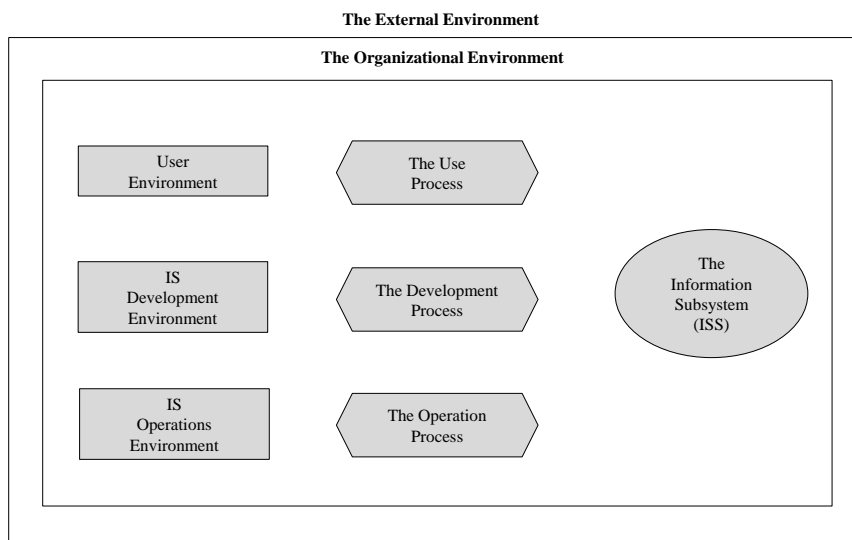 The External Environment
The Organizational Environment
User
Environment
The Use
Process
IS
Development
Environment
The Development
Process
The
Information
Subsystem
(ISS)
IS
Operations
Environment
The Operation
Process